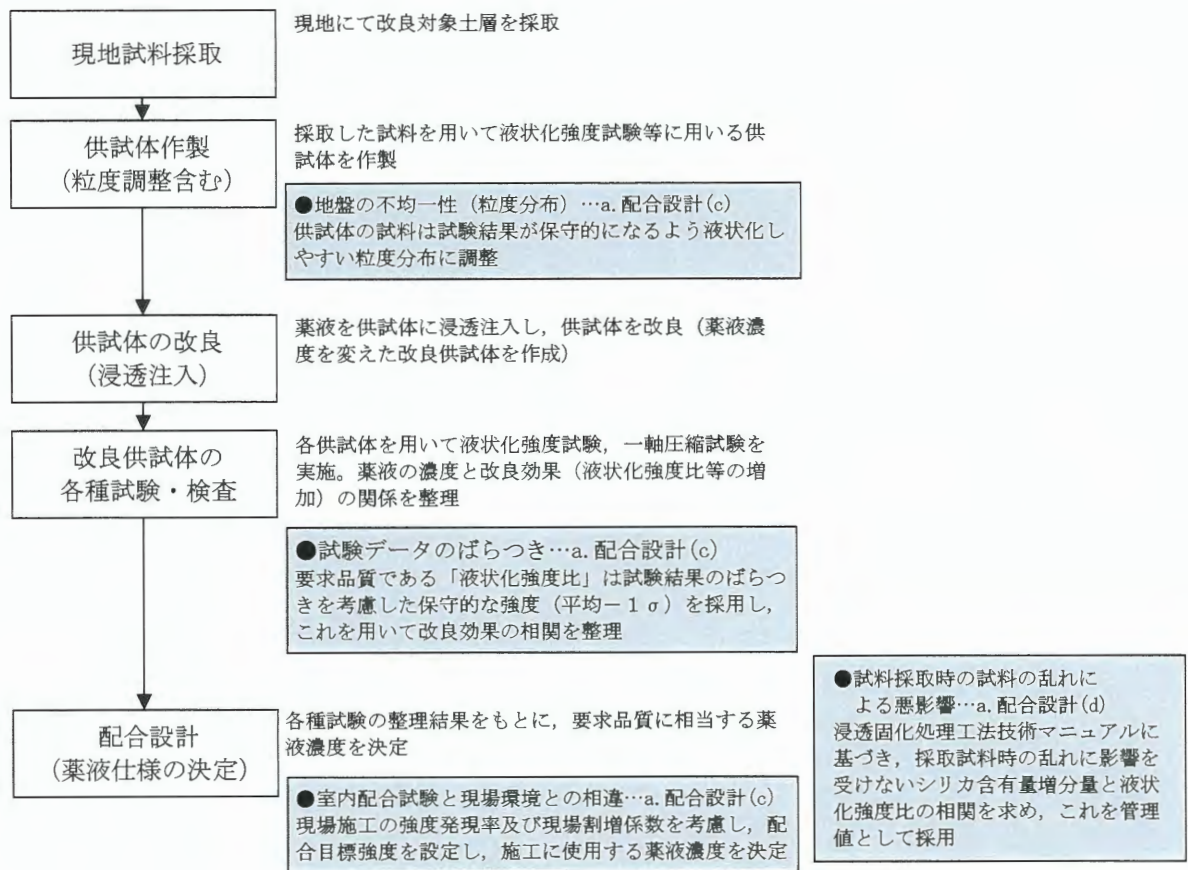 現地試料採取
現地にて改良対象土層を採取
供試体作製
(粒度調整含む)
採取した試料を用いて液状化強度試験等に用いる供
試体を作製
●地盤の不均一性（粒度分布）…a.配合設計(c)
供試体の試料は試験結果が保守的になるよう液状化し
やすい粒度分布に調整
供試体の改良
(浸透注入)
薬液を供試体に浸透注入し，供試体を改良（薬液濃
度を変えた改良供試体を作成）
改良供試体の
各種試験・検査
各供試体を用いて液状化強度試験，一軸圧縮試験を
実施。薬液の濃度と改良効果（液状化強度比等の増
加）の関係を整理
●試験データのばらつき…a.配合設計(c)
要求品質である「液状化強度比」は試験結果のばらつ
きを考慮した保守的な強度（平均－１σ）を採用し，
これを用いて改良効果の相関を整理
配合設計
(薬液仕様の決定)
各種試験の整理結果をもとに，要求品質に相当する薬
液濃度を決定
●室内配合試験と現場環境との相違…a.配合設計(c)
現場施工の強度発現率及び現場割増係数を考慮し，配
合目標強度を設定し，施工に使用する薬液濃度を決定
●試料採取時の試料の乱れに
よる悪影響…a.配合設計(d)
浸透固化処理工法技術マニュアルに
基づき，採取試料時の乱れに影響を
受けないシリカ含有量増分量と液状
化強度比の相関を求め，これを管理
値として採用